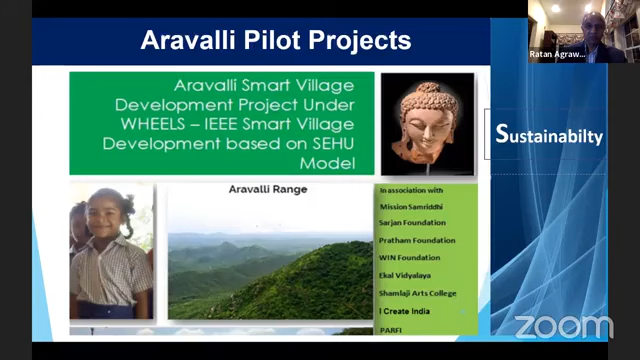 Aravalli Pilot Projects
Aravalli Smart Village
Development Project Under
WHEELS – IEEE Smart Village
Development based on SEHU
Model
Aravalli Range
In association with
Mission Samriddhi
Sarjan Foundation
Pratham Foundation
WIN Foundation
Ekal Vidyalaya
Shamlaji Arts College
I Create India
PARFI
Sustainabilty
Ratan Agraw...
zoom